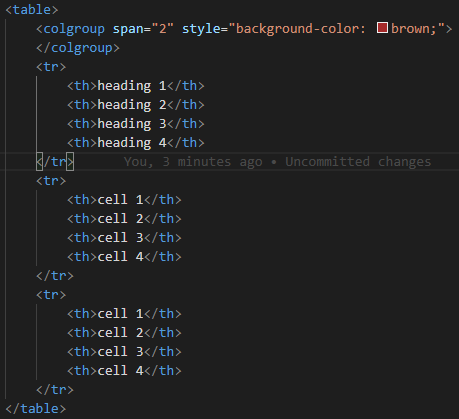 <table>
<colgroup span="2" style="background-color: brown;">
</colgroup>
<tr>
<th>heading 1</th>
<th>heading 2</th>
<th>heading 3</th>
<th>heading 4</th>
</tr> You, 3 minutes ago • Uncommitted changes
<tr>
<th>cell 1</th>
<th>cell 2</th>
<th>cell 3</th>
<th>cell 4</th>
</tr>
<tr>
<th>cell 1</th>
<th>cell 2</th>
<th>cell 3</th>
<th>cell 4</th>
</tr>
</table>